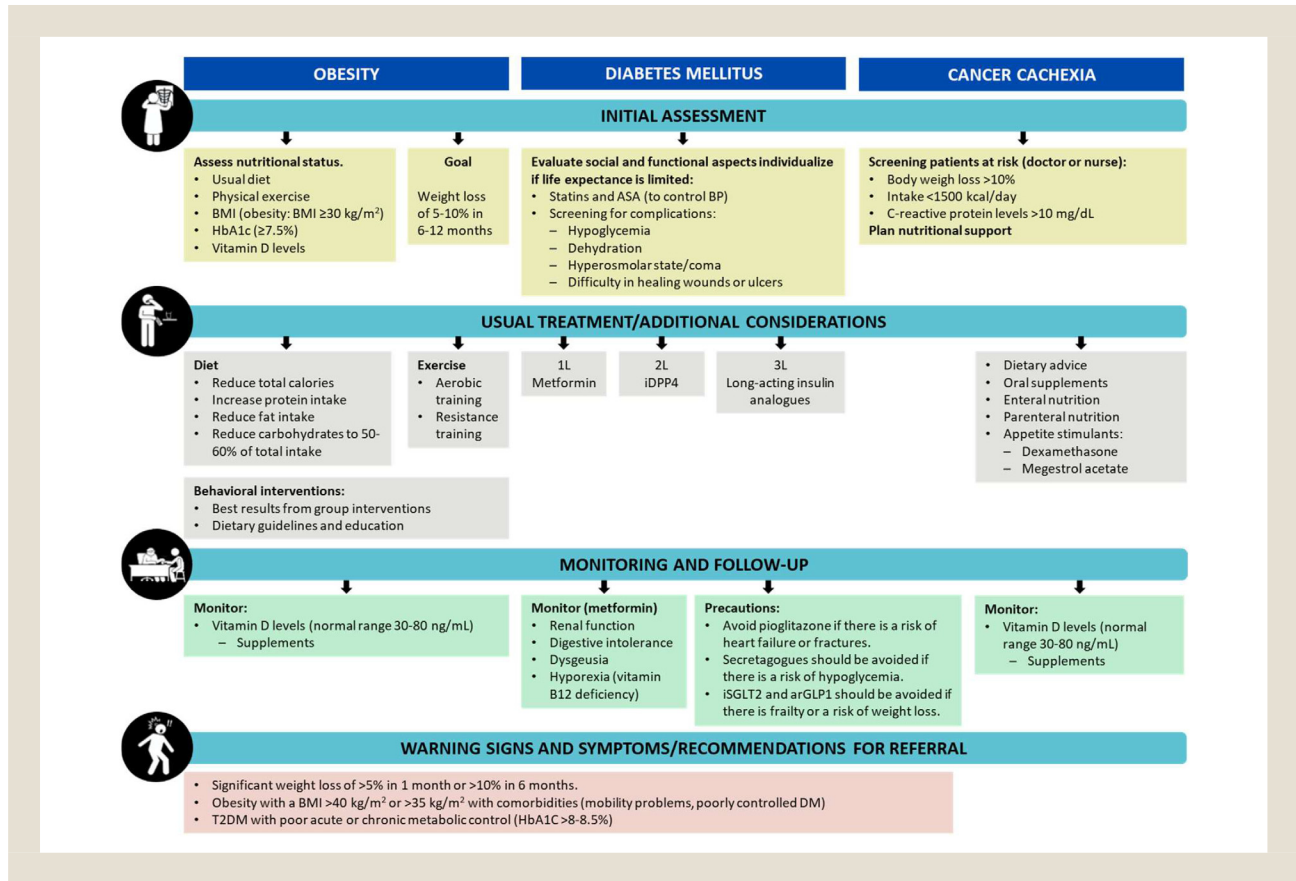 OBESITY
DIABETES MELLITUS
CANCER CACHEXIA
INITIAL ASSESSMENT
Assess nutritional status.
• Usual diet
• Physical exercise
• BMI (obesity: BMI ≥30 kg/m²)
• HbA1c (≥7.5%)
• Vitamin D levels
Goal
Weight loss
of 5-10% in
6-12 months
Evaluate social and functional aspects individualize
if life expectance is limited:
• Statins and ASA (to control BP)
• Screening for complications:
– Hypoglycemia
– Dehydration
– Hyperosmolar state/coma
– Difficulty in healing wounds or ulcers
Screening patients at risk (doctor or nurse):
• Body weigh loss >10%
• Intake <1500 kcal/day
• C-reactive protein levels >10 mg/dL
Plan nutritional support
USUAL TREATMENT/ADDITIONAL CONSIDERATIONS
Diet
• Reduce total calories
• Increase protein intake
• Reduce fat intake
• Reduce carbohydrates to 50-
60% of total intake
Exercise
• Aerobic
training
• Resistance
training
1L
Metformin
2L
iDPP4
3L
Long-acting insulin
analogues
• Dietary advice
• Oral supplements
• Enteral nutrition
• Parenteral nutrition
• Appetite stimulants:
– Dexamethasone
– Megestrol acetate
Behavioral interventions:
• Best results from group interventions
• Dietary guidelines and education
MONITORING AND FOLLOW-UP
Monitor:
• Vitamin D levels (normal range 30-80 ng/mL)
– Supplements
Monitor (metformin)
• Renal function
• Digestive intolerance
• Dysgeusia
• Hyporexia (vitamin
B12 deficiency)
Precautions:
• Avoid pioglitazone if there is a risk of
heart failure or fractures.
• Secretagogues should be avoided if
there is a risk of hypoglycemia.
• iSGLT2 and arGLP1 should be avoided if
there is frailty or a risk of weight loss.
Monitor:
• Vitamin D levels (normal
range 30-80 ng/mL)
– Supplements
WARNING SIGNS AND SYMPTOMS/RECOMMENDATIONS FOR REFERRAL
• Significant weight loss of >5% in 1 month or >10% in 6 months.
• Obesity with a BMI >40 kg/m² or >35 kg/m² with comorbidities (mobility problems, poorly controlled DM)
• T2DM with poor acute or chronic metabolic control (HbA1C >8-8.5%)